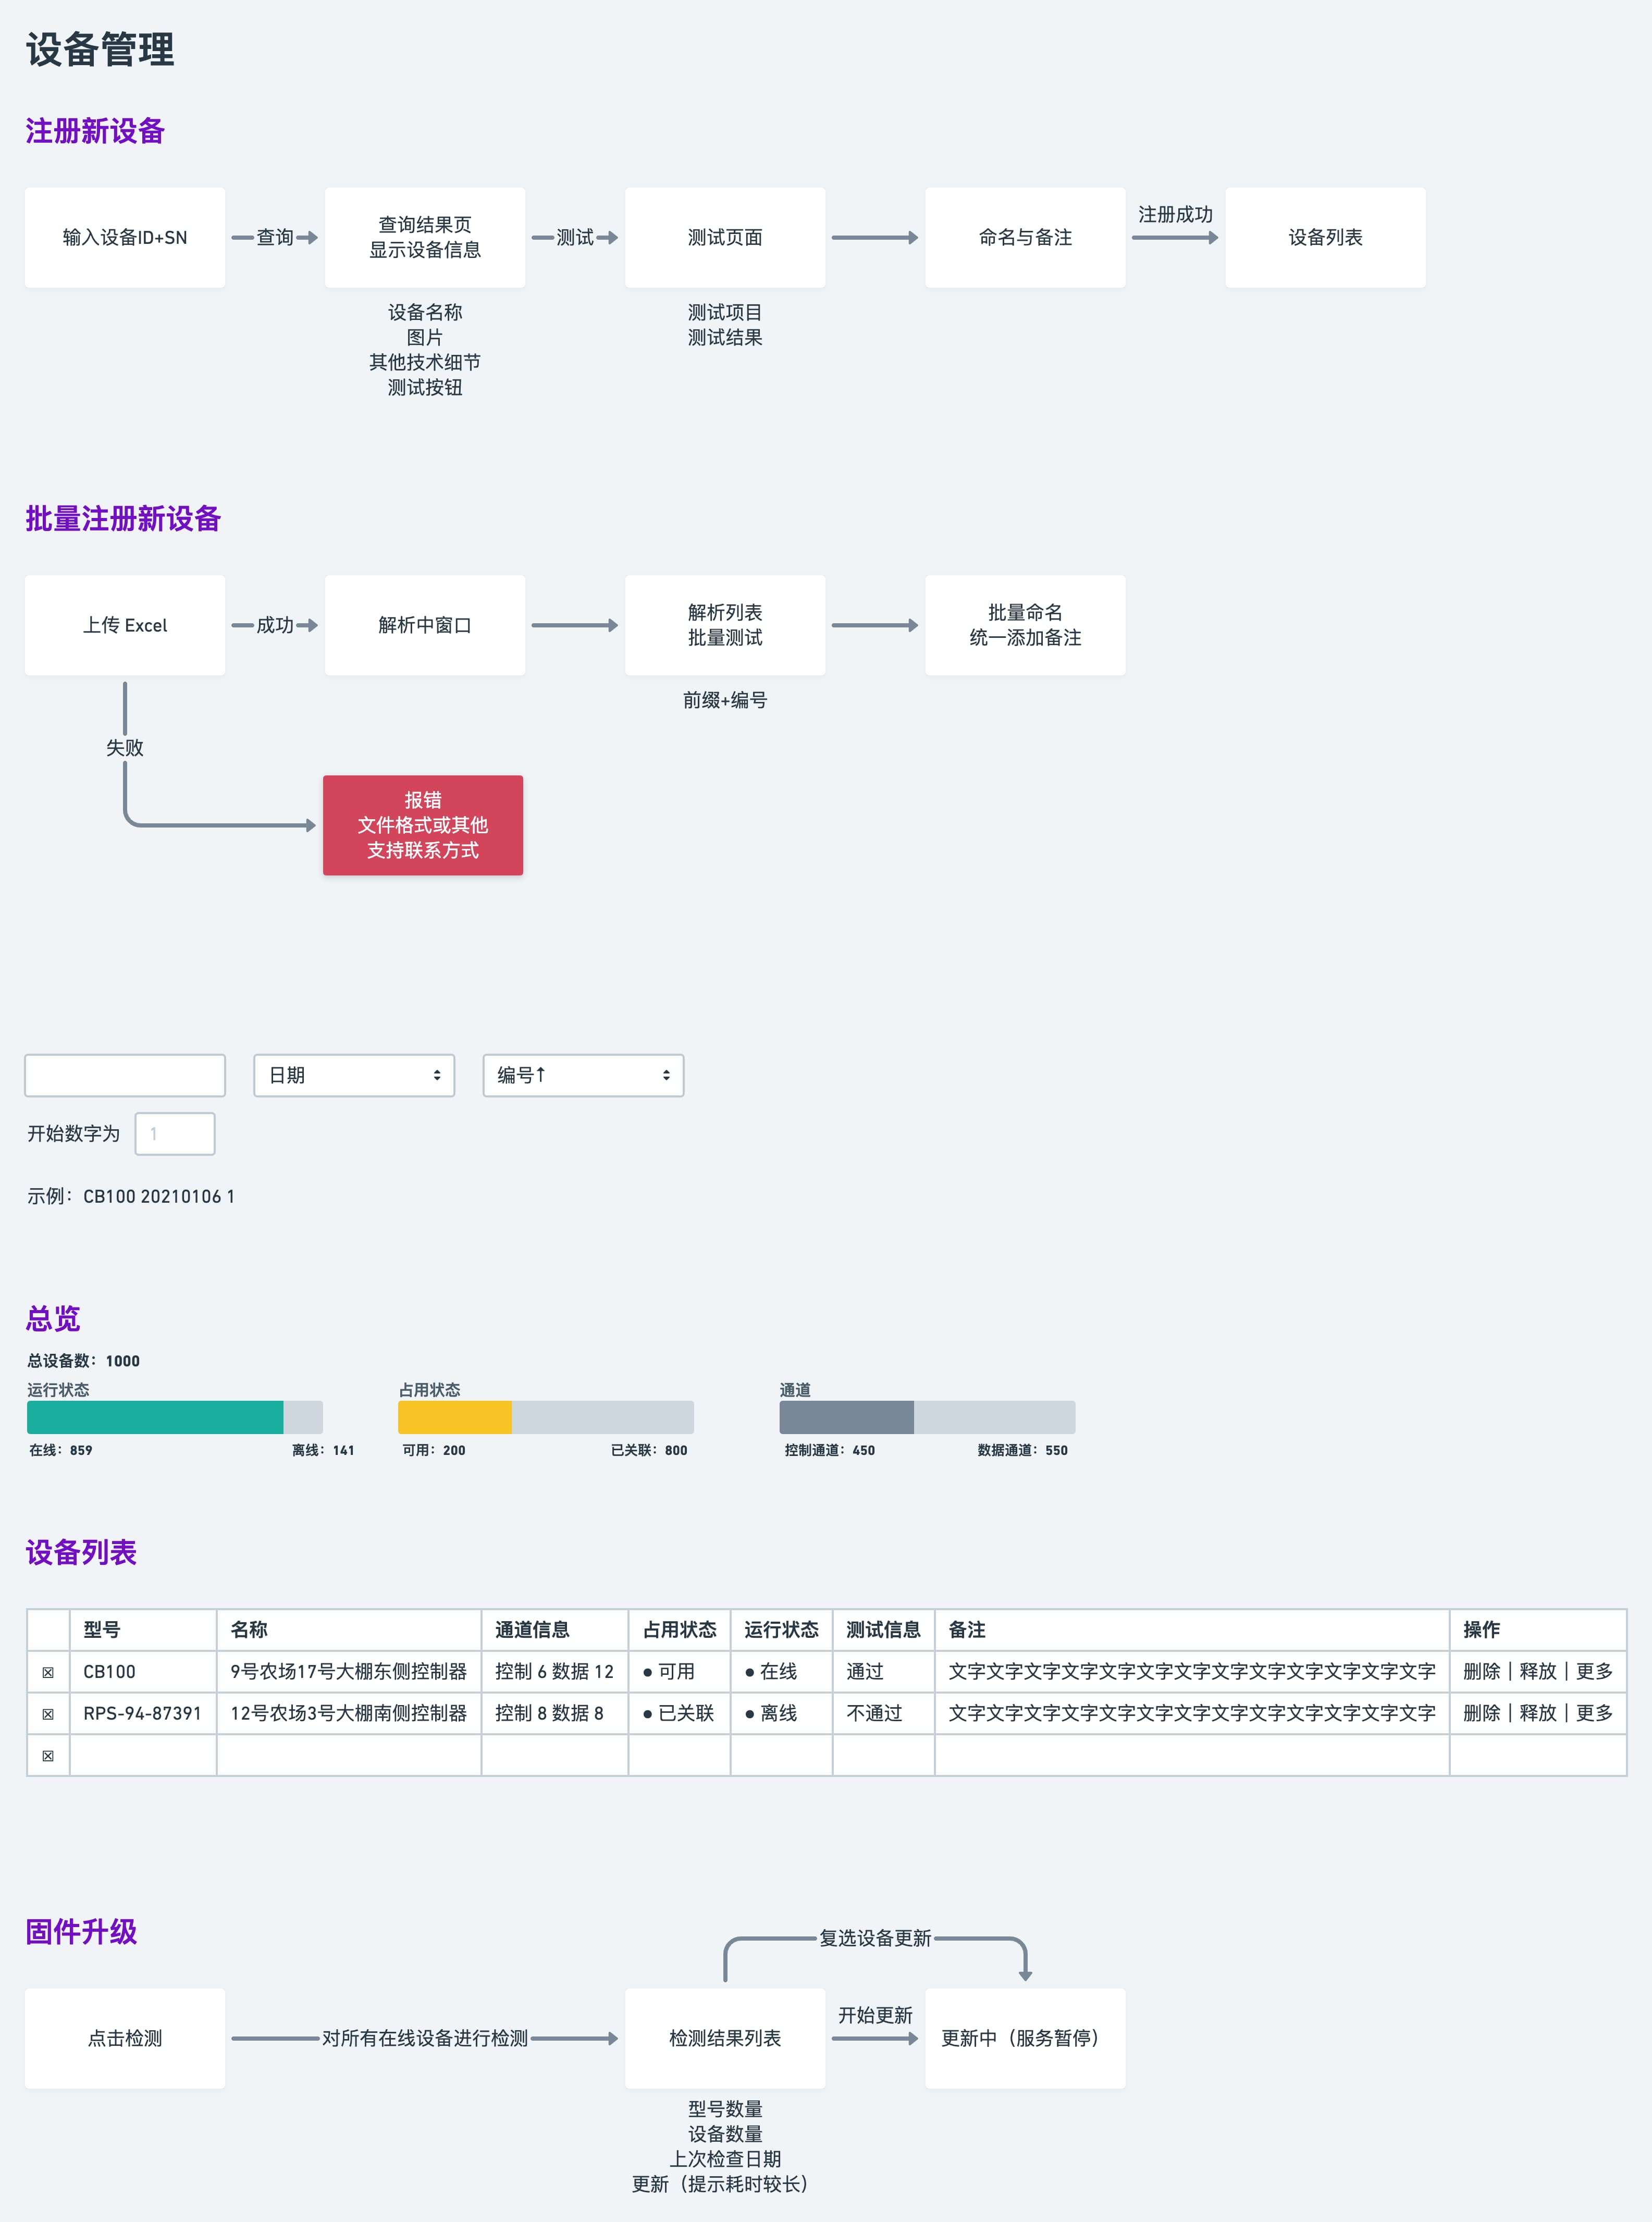 设备管理
注册新设备
输入设备ID+SN
查询
查询结果页
显示设备信息
测试
测试页面
命名与备注
注册成功
设备列表
设备名称
图片
其他技术细节
测试按钮
测试项目
测试结果
批量注册新设备
上传 Excel
成功
解析中窗口
解析列表
批量测试
批量命名
统一添加备注
前缀+编号
失败
报错
文件格式或其他
支持联系方式
日期
编号↑
开始数字为 1
示例：CB100 20210106 1
总览
总设备数：1000
运行状态
在线：859 离线：141
占用状态
可用：200 已关联：800
通道
控制通道：450 数据通道：550
设备列表
型号 名称 通道信息 占用状态 运行状态 测试信息 备注 操作
☒ CB100 9号农场17号大棚东侧控制器 控制 6 数据 12 ● 可用 ● 在线 通过 文字文字文字文字文字文字文字文字文字文字文字文字文字 删除｜释放｜更多
☒ RPS-94-87391 12号农场3号大棚南侧控制器 控制 8 数据 8 ● 已关联 ● 离线 不通过 文字文字文字文字文字文字文字文字文字文字文字文字文字 删除｜释放｜更多
☒
固件升级
复选设备更新
点击检测
对所有在线设备进行检测
检测结果列表
开始更新
更新中（服务暂停）
型号数量
设备数量
上次检查日期
更新（提示耗时较长）